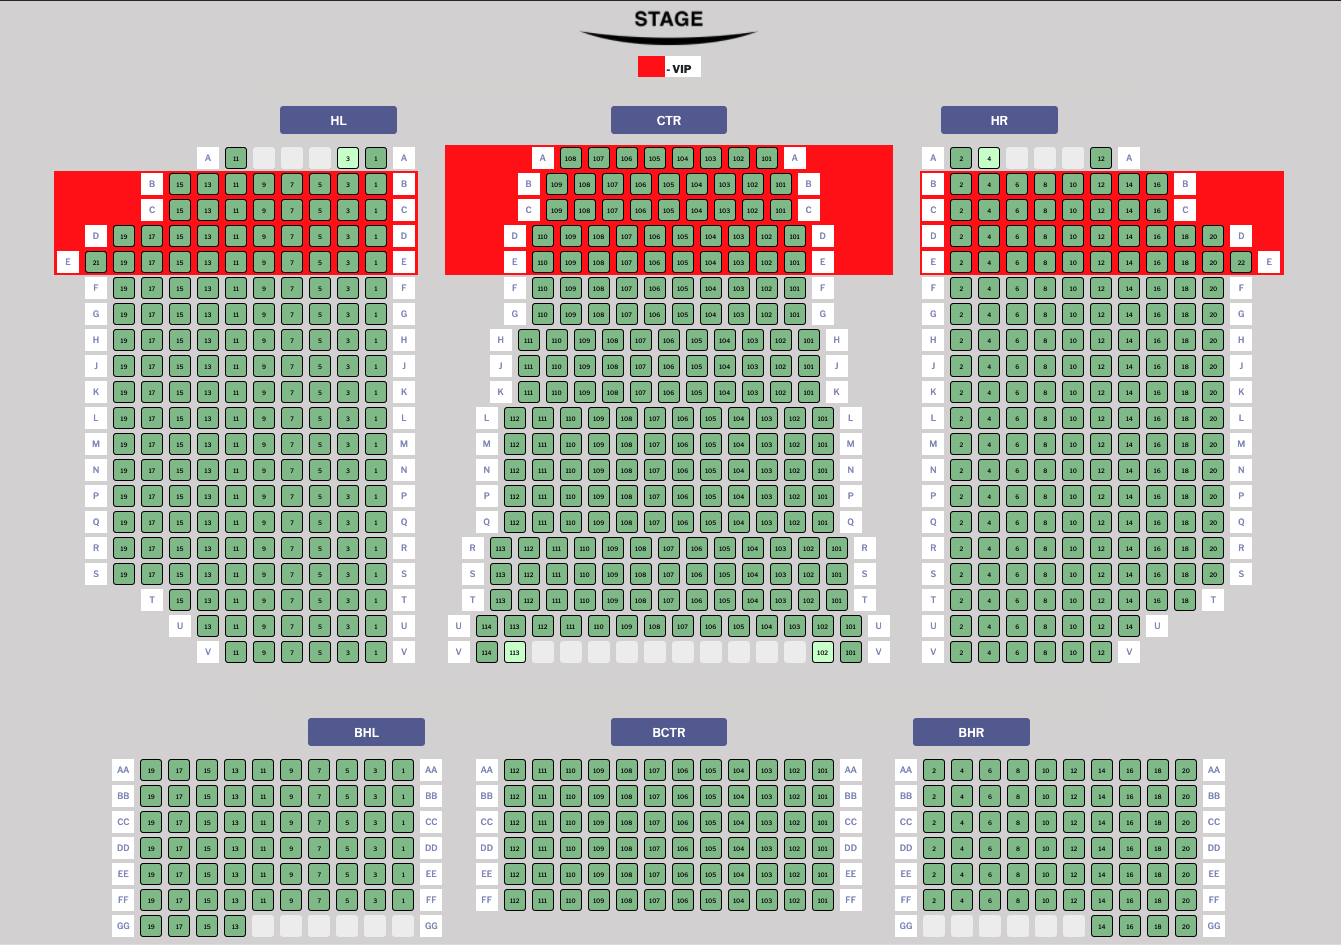 STAGE
- VIP
HL CTR HR
A 11 3 1 A A 108 107 106 105 104 103 102 101 A A 2 4 12 A
B 15 13 11 9 7 5 3 1 B B 109 108 107 106 105 104 103 102 101 B B 2 4 6 8 10 12 14 16 B
C 15 13 11 9 7 5 3 1 C C 109 108 107 106 105 104 103 102 101 C C 2 4 6 8 10 12 14 16 C
D 19 17 15 13 11 9 7 5 3 1 D D 110 109 108 107 106 105 104 103 102 101 D D 2 4 6 8 10 12 14 16 18 20 D
E 21 19 17 15 13 11 9 7 5 3 1 E E 110 109 108 107 106 105 104 103 102 101 E E 2 4 6 8 10 12 14 16 18 20 22 E
F 19 17 15 13 11 9 7 5 3 1 F F 110 109 108 107 106 105 104 103 102 101 F F 2 4 6 8 10 12 14 16 18 20 F
G 19 17 15 13 11 9 7 5 3 1 G G 110 109 108 107 106 105 104 103 102 101 G G 2 4 6 8 10 12 14 16 18 20 G
H 19 17 15 13 11 9 7 5 3 1 H H 111 110 109 108 107 106 105 104 103 102 101 H H 2 4 6 8 10 12 14 16 18 20 H
J 19 17 15 13 11 9 7 5 3 1 J J 111 110 109 108 107 106 105 104 103 102 101 J J 2 4 6 8 10 12 14 16 18 20 J
K 19 17 15 13 11 9 7 5 3 1 K K 111 110 109 108 107 106 105 104 103 102 101 K K 2 4 6 8 10 12 14 16 18 20 K
L 19 17 15 13 11 9 7 5 3 1 L L 112 111 110 109 108 107 106 105 104 103 102 101 L L 2 4 6 8 10 12 14 16 18 20 L
M 19 17 15 13 11 9 7 5 3 1 M M 112 111 110 109 108 107 106 105 104 103 102 101 M M 2 4 6 8 10 12 14 16 18 20 M
N 19 17 15 13 11 9 7 5 3 1 N N 112 111 110 109 108 107 106 105 104 103 102 101 N N 2 4 6 8 10 12 14 16 18 20 N
P 19 17 15 13 11 9 7 5 3 1 P P 112 111 110 109 108 107 106 105 104 103 102 101 P P 2 4 6 8 10 12 14 16 18 20 P
Q 19 17 15 13 11 9 7 5 3 1 Q Q 112 111 110 109 108 107 106 105 104 103 102 101 Q Q 2 4 6 8 10 12 14 16 18 20 Q
R 19 17 15 13 11 9 7 5 3 1 R R 113 112 111 110 109 108 107 106 105 104 103 102 101 R R 2 4 6 8 10 12 14 16 18 20 R
S 19 17 15 13 11 9 7 5 3 1 S S 113 112 111 110 109 108 107 106 105 104 103 102 101 S S 2 4 6 8 10 12 14 16 18 20 S
T 15 13 11 9 7 5 3 1 T T 113 112 111 110 109 108 107 106 105 104 103 102 101 T T 2 4 6 8 10 12 14 16 18 T
U 13 11 9 7 5 3 1 U U 114 113 112 111 110 109 108 107 106 105 104 103 102 101 U U 2 4 6 8 10 12 14 U
V 11 9 7 5 3 1 V V 114 113 102 101 V V 2 4 6 8 10 12 V
BHL BCTR BHR
AA 19 17 15 13 11 9 7 5 3 1 AA AA 112 111 110 109 108 107 106 105 104 103 102 101 AA AA 2 4 6 8 10 12 14 16 18 20 AA
BB 19 17 15 13 11 9 7 5 3 1 BB BB 112 111 110 109 108 107 106 105 104 103 102 101 BB BB 2 4 6 8 10 12 14 16 18 20 BB
CC 19 17 15 13 11 9 7 5 3 1 CC CC 112 111 110 109 108 107 106 105 104 103 102 101 CC CC 2 4 6 8 10 12 14 16 18 20 CC
DD 19 17 15 13 11 9 7 5 3 1 DD DD 112 111 110 109 108 107 106 105 104 103 102 101 DD DD 2 4 6 8 10 12 14 16 18 20 DD
EE 19 17 15 13 11 9 7 5 3 1 EE EE 112 111 110 109 108 107 106 105 104 103 102 101 EE EE 2 4 6 8 10 12 14 16 18 20 EE
FF 19 17 15 13 11 9 7 5 3 1 FF FF 112 111 110 109 108 107 106 105 104 103 102 101 FF FF 2 4 6 8 10 12 14 16 18 20 FF
GG 19 17 15 13 GG GG 14 16 18 20 GG